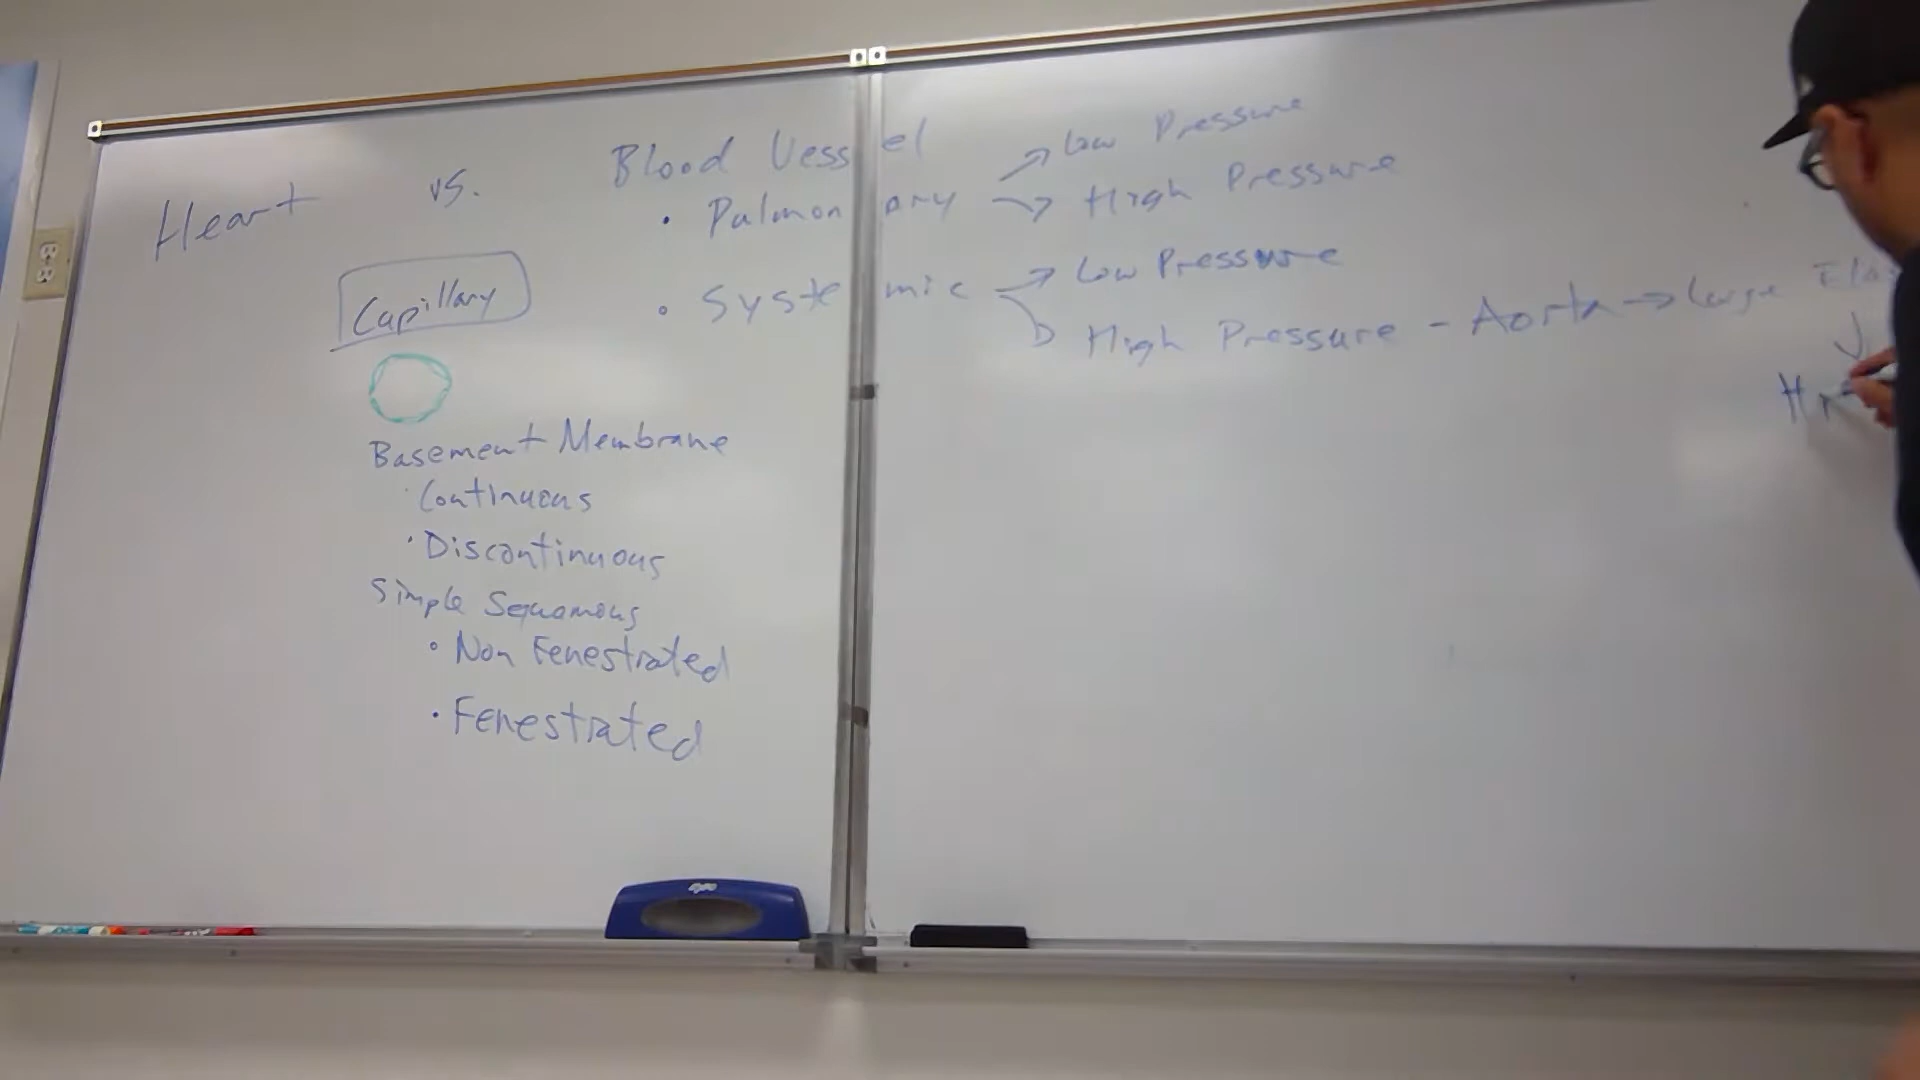 Heart vs. Blood Vessel
• Pulmonary → Low Pressure
→ High Pressure
• Systemic → Low Pressure
→ High Pressure - Aorta → Large
Capillary
Basement Membrane
· Continuous
· Discontinuous
Simple Squamous
• Non Fenestrated
• Fenestrated